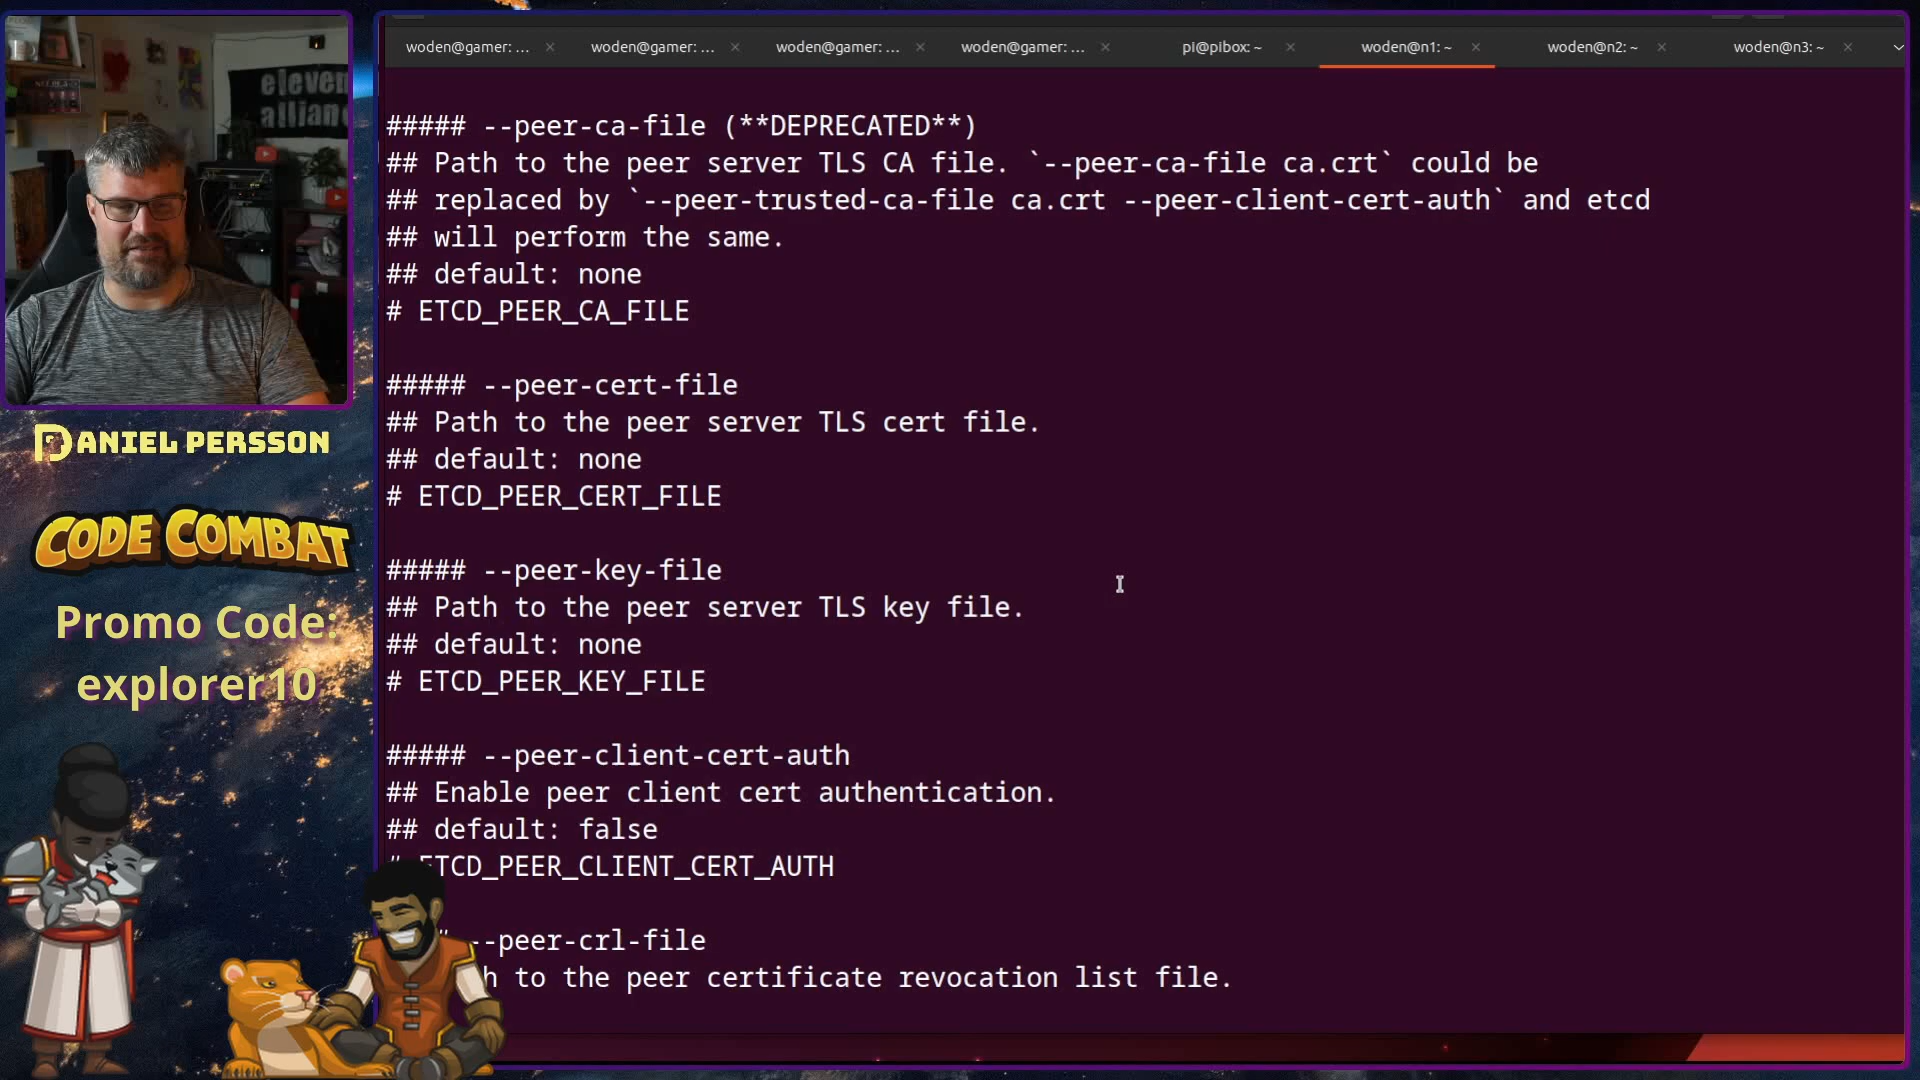 woden@gamer: ...
woden@gamer: ...
woden@gamer: ...
woden@gamer: ...
pi@pibox: ~
woden@n1: ~
woden@n2: ~
woden@n3: ~
eleven
allian
##### --peer-ca-file (**DEPRECATED**)
## Path to the peer server TLS CA file. `--peer-ca-file ca.crt` could be
## replaced by `--peer-trusted-ca-file ca.crt --peer-client-cert-auth` and etcd
## will perform the same.
## default: none
# ETCD_PEER_CA_FILE
##### --peer-cert-file
## Path to the peer server TLS cert file.
## default: none
# ETCD_PEER_CERT_FILE
##### --peer-key-file
## Path to the peer server TLS key file.
## default: none
# ETCD_PEER_KEY_FILE
##### --peer-client-cert-auth
## Enable peer client cert authentication.
## default: false
# ETCD_PEER_CLIENT_CERT_AUTH
--peer-crl-file
h to the peer certificate revocation list file.
DANIEL PERSSON
CODE COMBAT
Promo Code:
explorer10